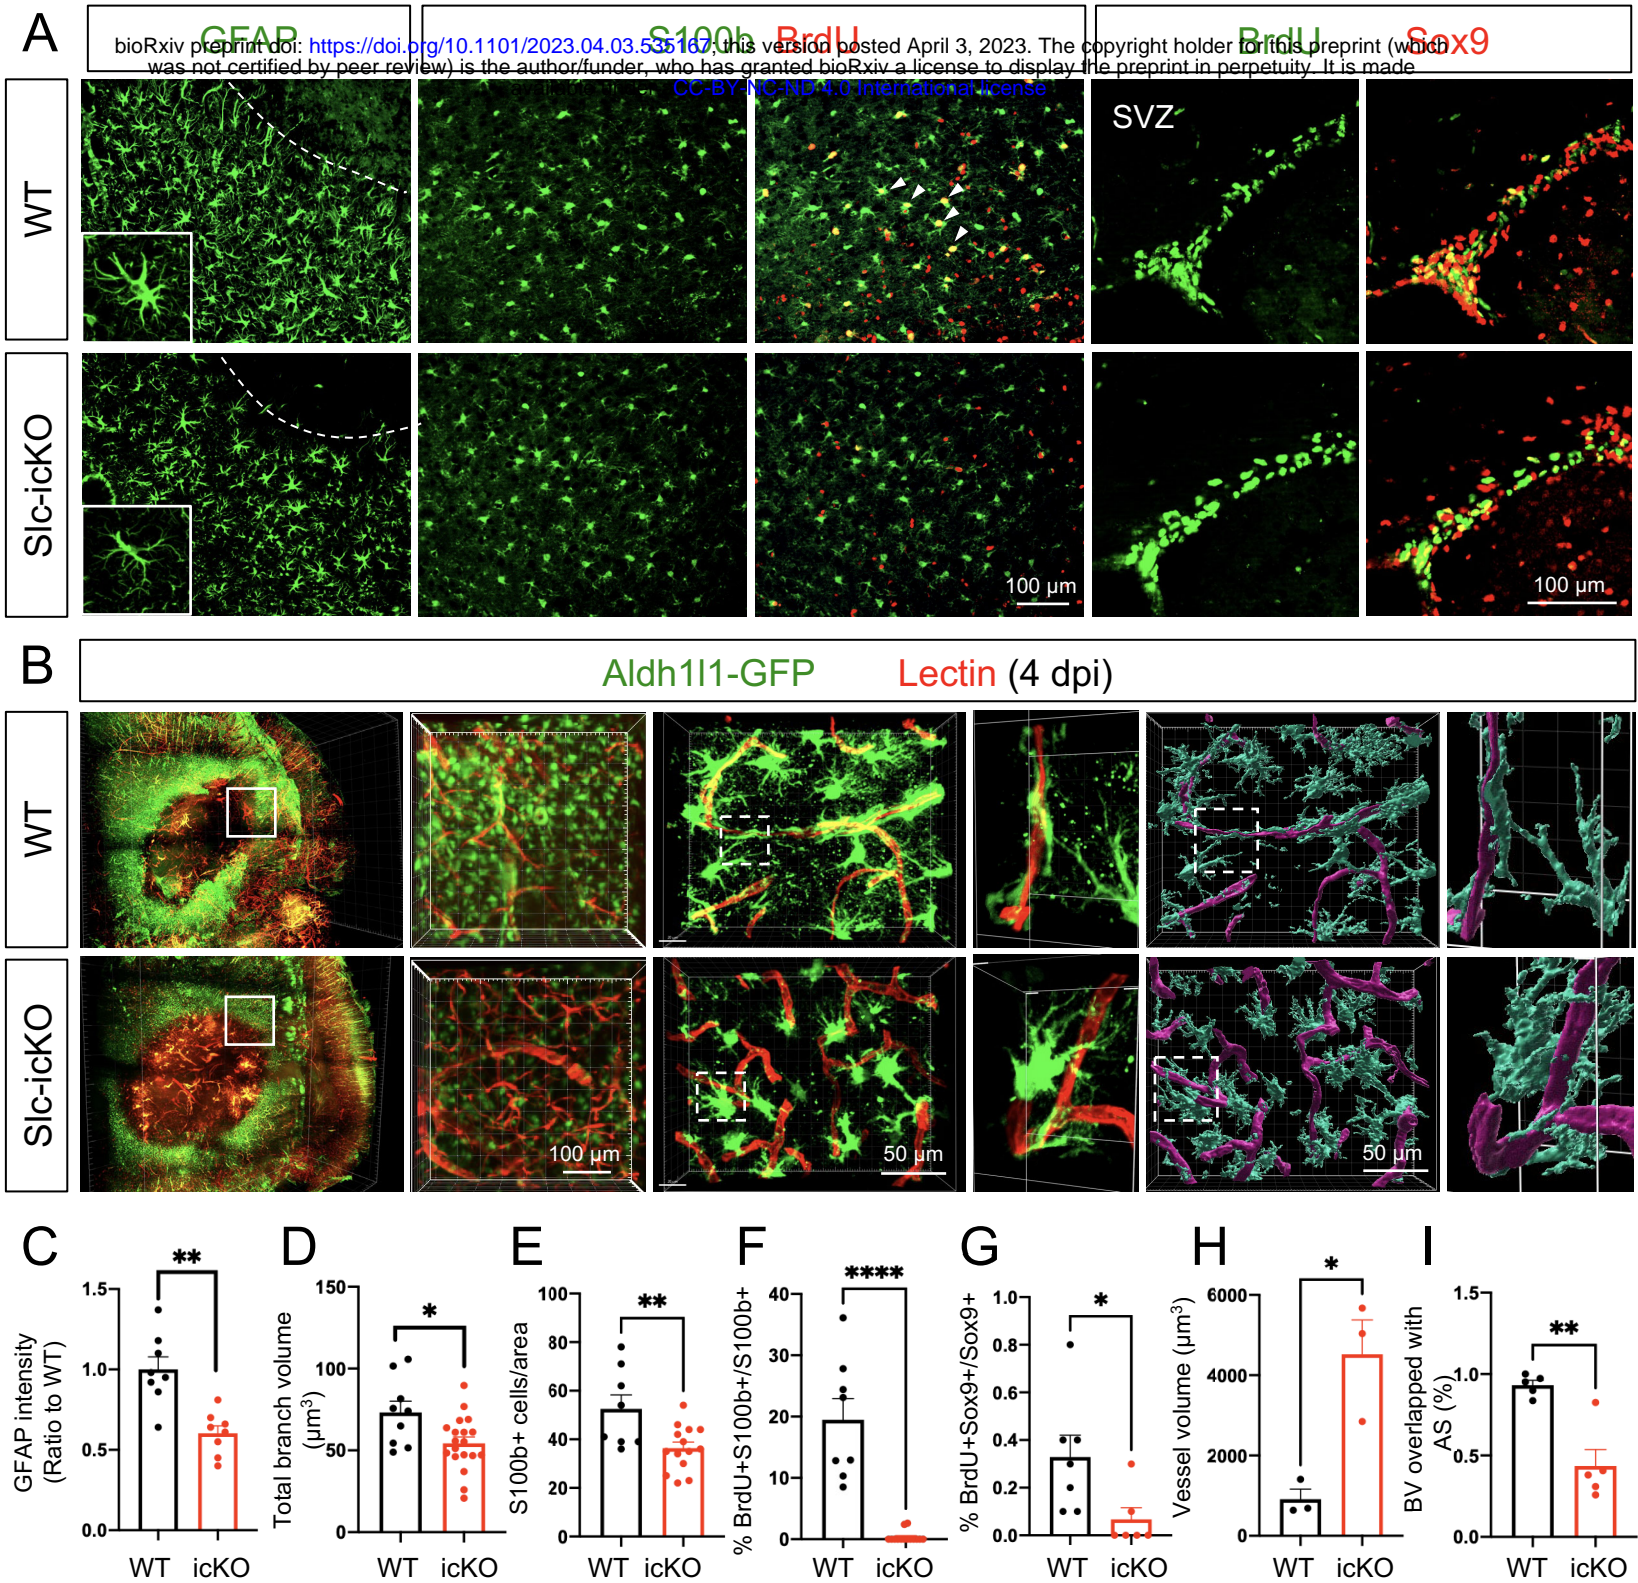 A
GFAP
S100b BrdU
BrdU Sox9
bioRxiv preprint doi: https://doi.org/10.1101/2023.04.03.535167; this version posted April 3, 2023. The copyright holder for this preprint (which
was not certified by peer review) is the author/funder, who has granted bioRxiv a license to display the preprint in perpetuity. It is made
CC-BY-NC-ND 4.0 International license
WT
SVZ
Slc-icKO
100 µm
100 µm
B
Aldh1l1-GFP Lectin (4 dpi)
WT
Slc-icKO
100 µm
50 µm
50 µm
C
**
GFAP intensity
(Ratio to WT)
1.5
1.0
0.5
0.0
WT icKO
D
*
Total branch volume
(µm³)
150
100
50
0
WT icKO
E
**
S100b+ cells/area
100
80
60
40
20
0
WT icKO
F
****
% BrdU+S100b+/S100b+
40
30
20
10
0
WT icKO
G
*
% BrdU+Sox9+/Sox9+
1.0
0.8
0.6
0.4
0.2
0.0
WT icKO
H
*
Vessel volume (µm³)
6000
4000
2000
0
WT icKO
I
**
BV overlapped with
AS (%)
1.5
1.0
0.5
0.0
WT icKO